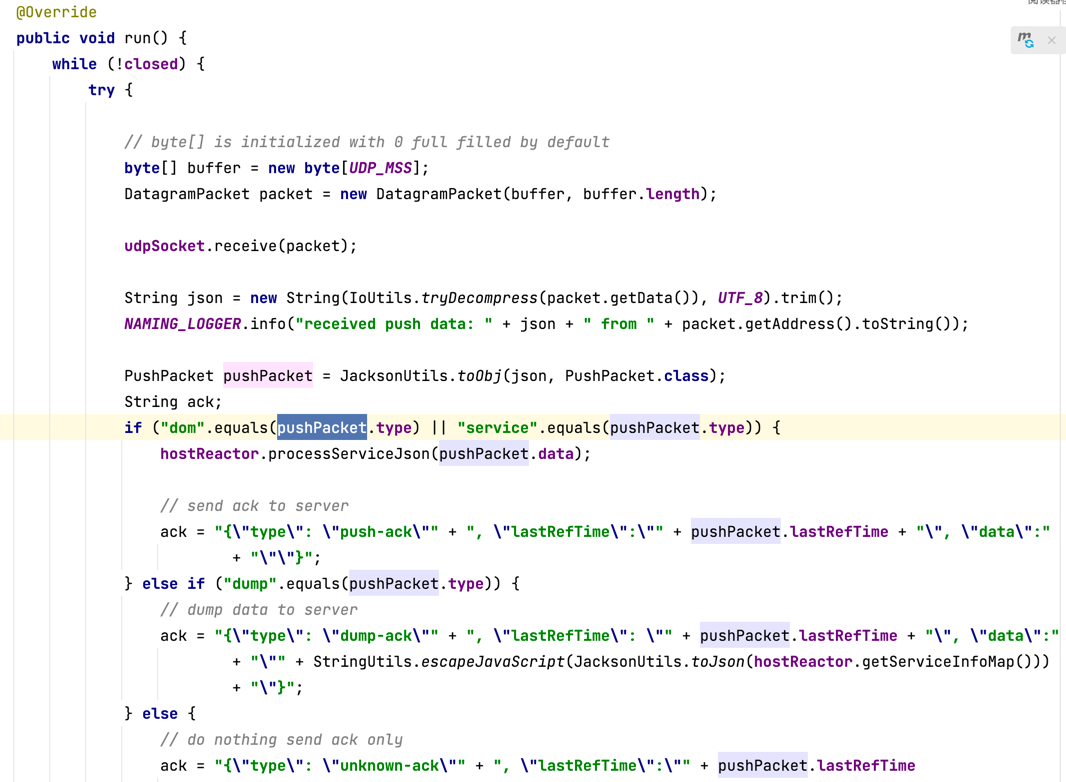 @Override
public void run() {
while (!closed) {
try {
// byte[] is initialized with 0 full filled by default
byte[] buffer = new byte[UDP_MSS];
DatagramPacket packet = new DatagramPacket(buffer, buffer.length);
udpSocket.receive(packet);
String json = new String(IoUtils.tryDecompress(packet.getData()), UTF_8).trim();
NAMING_LOGGER.info("received push data: " + json + " from " + packet.getAddress().toString());
PushPacket pushPacket = JacksonUtils.toObj(json, PushPacket.class);
String ack;
if ("dom".equals(pushPacket.type) || "service".equals(pushPacket.type)) {
hostReactor.processServiceJson(pushPacket.data);
// send ack to server
ack = "{\"type\": \"push-ack\"" + ", \"lastRefTime\":\"" + pushPacket.lastRefTime + "\", \"data\":"
+ "\"\"}";
} else if ("dump".equals(pushPacket.type)) {
// dump data to server
ack = "{\"type\": \"dump-ack\"" + ", \"lastRefTime\": \"" + pushPacket.lastRefTime + "\", \"data\":"
+ "\"" + StringUtils.escapeJavaScript(JacksonUtils.toJson(hostReactor.getServiceInfoMap()))
+ "\"}";
} else {
// do nothing send ack only
ack = "{\"type\": \"unknown-ack\"" + ", \"lastRefTime\":\"" + pushPacket.lastRefTime